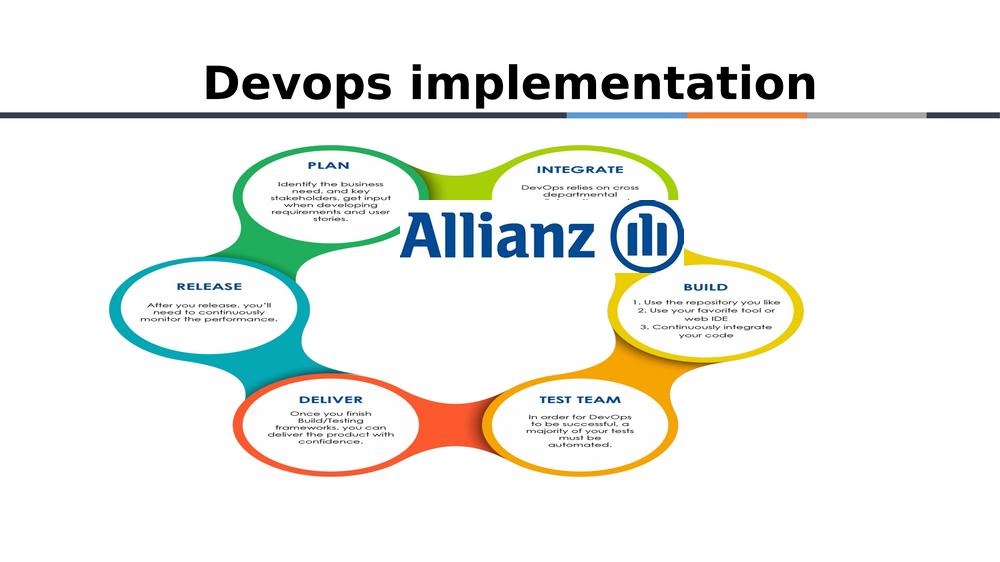 Devops implementation
PLAN
Identify the business
need, and key
stakeholders, get input
when developing
requirements and user
stories.
INTEGRATE
DevOps relies on cross
departmental
Allianz
RELEASE
After you release, you'll
need to continuously
monitor the performance.
BUILD
1. Use the repository you like
2. Use your favorite tool or
web IDE
3. Continuously integrate
your code
DELIVER
Once you finish
Build/Testing
frameworks, you can
deliver the product with
confidence.
TEST TEAM
In order for DevOps
to be successful, a
majority of your tests
must be
automated.